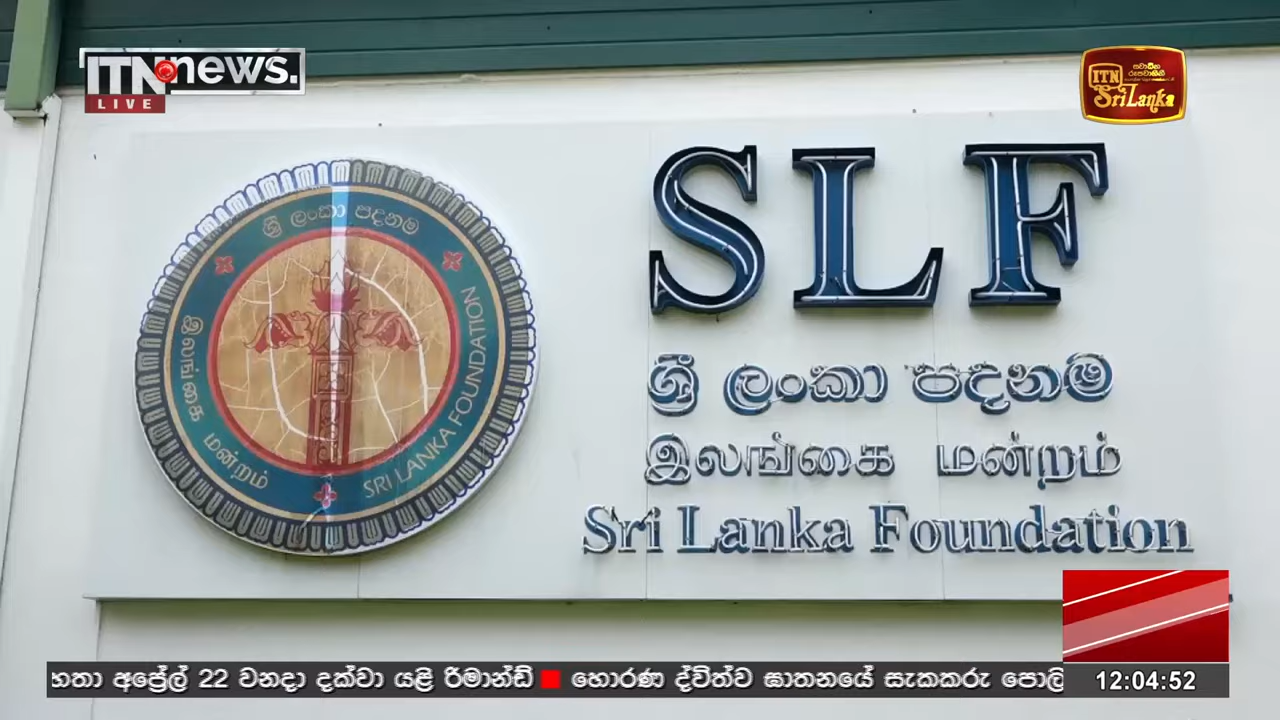 ITN news.
LIVE
ස්වාධීන
රූපවාහිනී
ITN
Sri Lanka
SLF
ශ්‍රී ලංකා පදනම
இலங்கை மன்றம்
Sri Lanka Foundation
ශ්‍රී ලංකා පදනම
இலங்கை மன்றம்
SRI LANKA FOUNDATION
හතා අප්‍රේල් 22 වනදා දක්වා යළි රිමාන්ඩ් හොරණ ද්විත්ව ඝාතනයේ සැකකරු පොලි
12:04:52